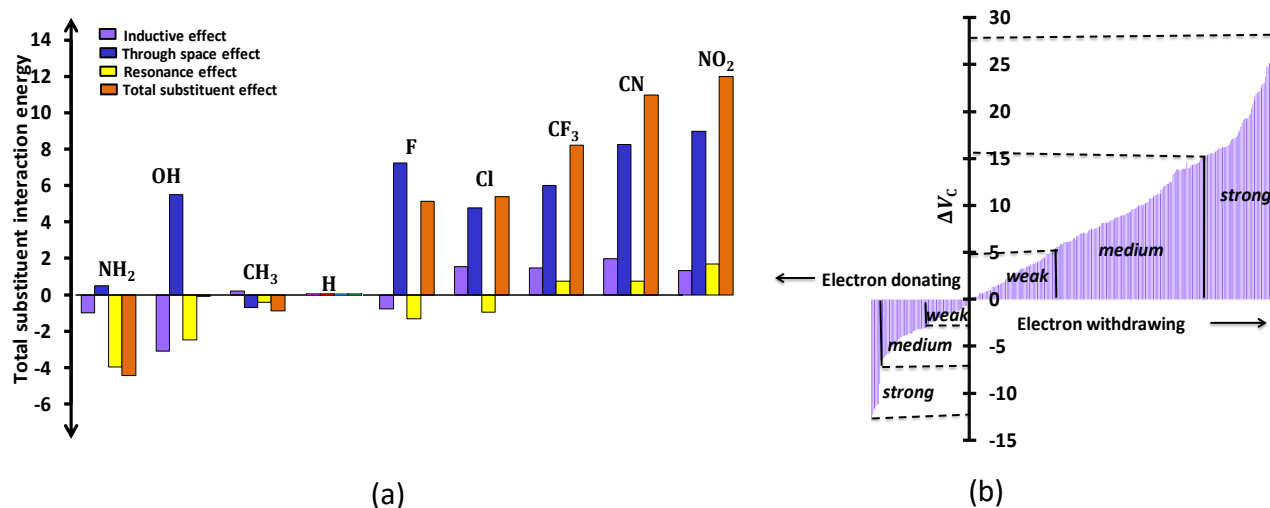 Total substituent interaction energy
14
12
10
8
6
4
2
0
-2
-4
-6
Inductive effect
Through space effect
Resonance effect
Total substituent effect
NH2
OH
CH3
H
F
Cl
CF3
CN
NO2
(a)
ΔVC
30
25
20
15
10
5
0
-5
-10
-15
Electron donating
Electron withdrawing
weak
medium
strong
weak
medium
strong
(b)